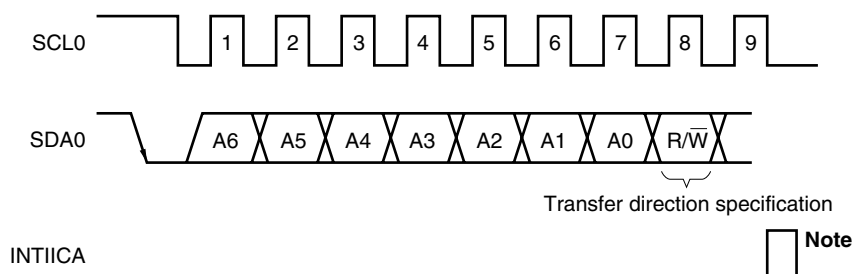 SCL0 1 2 3 4 5 6 7 8 9
SDA0 A6 A5 A4 A3 A2 A1 A0 R/W̅
Transfer direction specification
Note
INTIICA